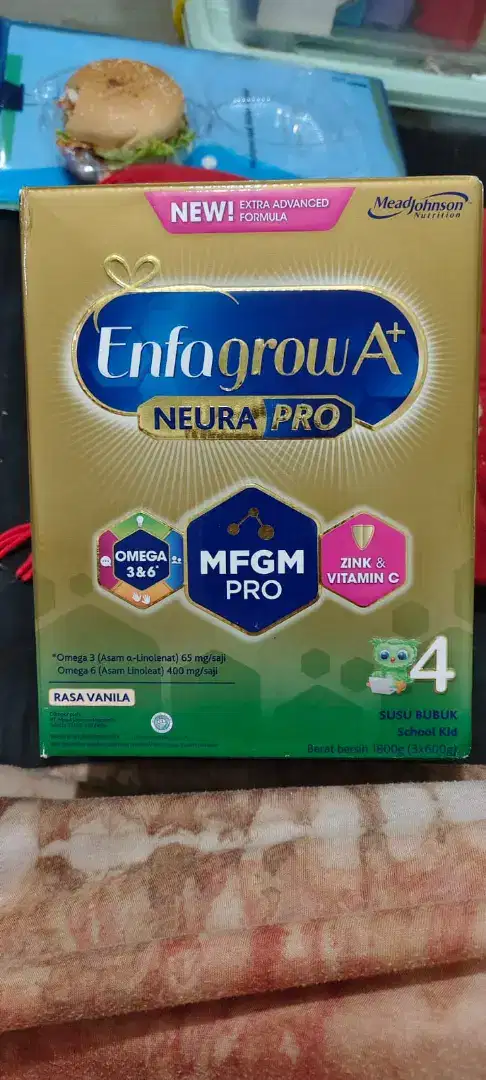 NEW! EXTRA ADVANCED
FORMULA
MeadJohnson™
Nutrition
Enfagrow A+
NEURA PRO
OMEGA
3&6*
MFGM
PRO
ZINK &
VITAMIN C
*Omega 3 (Asam α-Linolenat) 65 mg/saji
Omega 6 (Asam Linoleat) 400 mg/saji
4
RASA VANILA
SUSU BUBUK
School Kid
Berat bersih 1800g (3x600g)